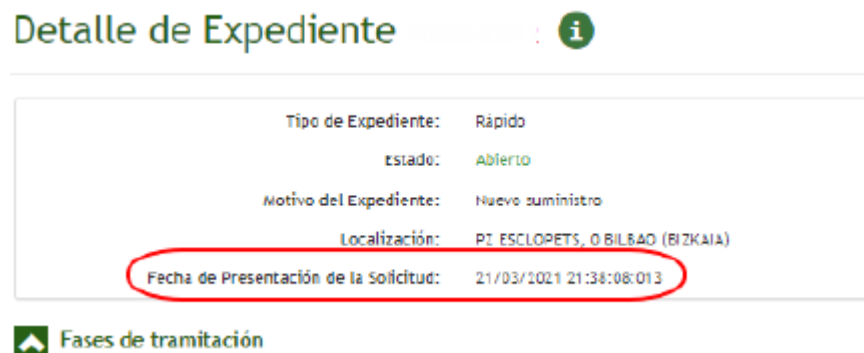 Detalle de Expediente :
Tipo de Expediente: Rápido
Estado: Abierto
Motivo del Expediente: Nuevo suministro
Localización: PZ ESCLOPETS, 0 BILBAO (BIZKAIA)
Fecha de Presentación de la Solicitud: 21/03/2021 21:38:08:013
Fases de tramitación